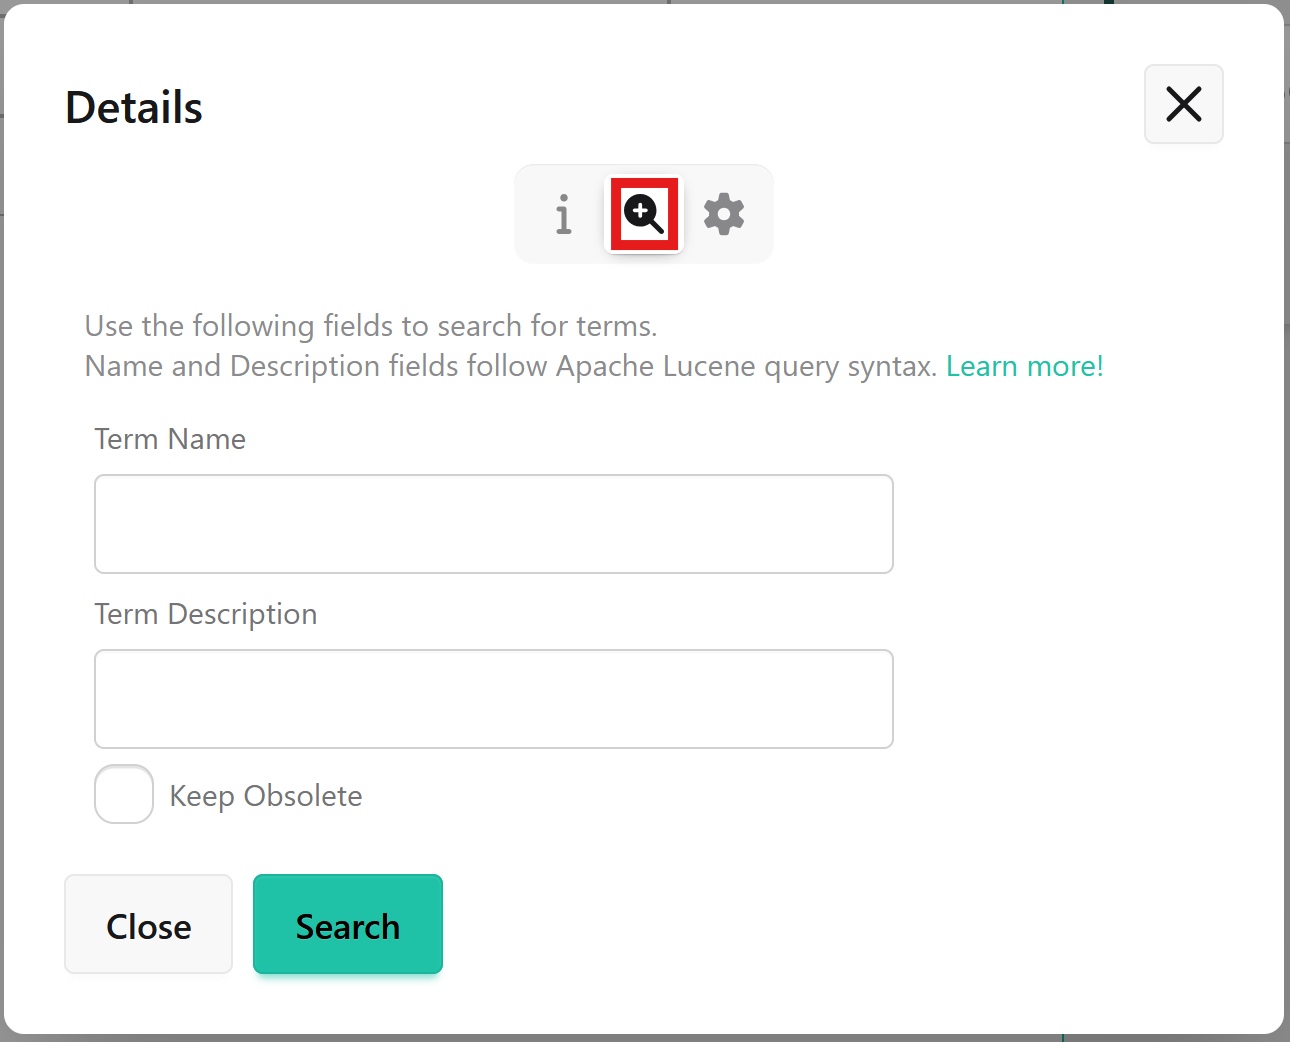 Details
Use the following fields to search for terms.
Name and Description fields follow Apache Lucene query syntax. Learn more!
Term Name
Term Description
Keep Obsolete
Close
Search